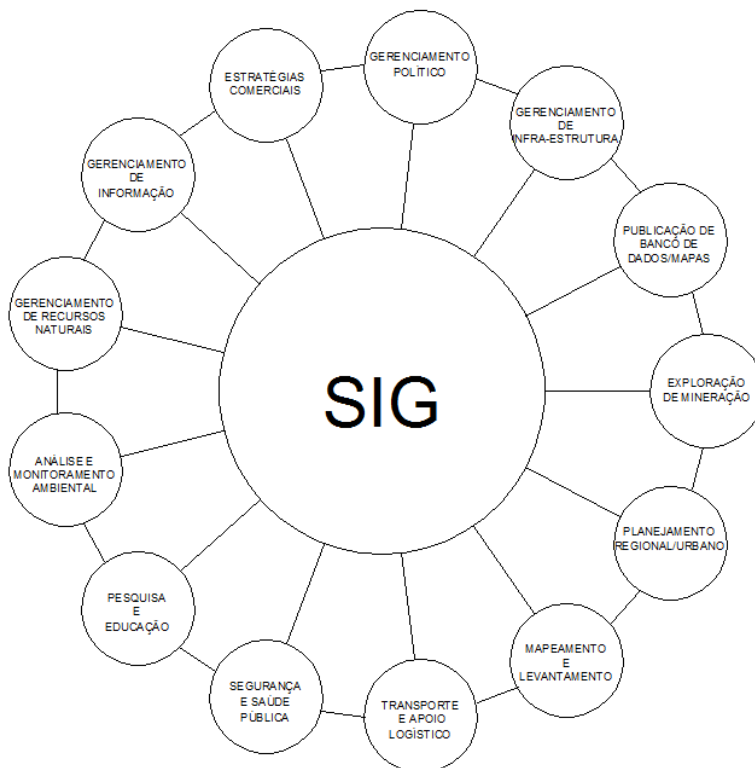 GERENCIAMENTO
POLÍTICO
ESTRATÉGIAS
COMERCIAIS
GERENCIAMENTO
DE
INFRA-ESTRUTURA
GERENCIAMENTO
DE
INFORMAÇÃO
PUBLICAÇÃO DE
BANCO DE
DADOS/MAPAS
GERENCIAMENTO
DE RECURSOS
NATURAIS
SIG
EXPLORAÇÃO
DE MINERAÇÃO
ANÁLISE E
MONITORAMENTO
AMBIENTAL
PLANEJAMENTO
REGIONAL/URBANO
PESQUISA
E
EDUCAÇÃO
MAPEAMENTO
E
LEVANTAMENTO
SEGURANÇA
E SAÚDE
PÚBLICA
TRANSPORTE
E APOIO
LOGÍSTICO